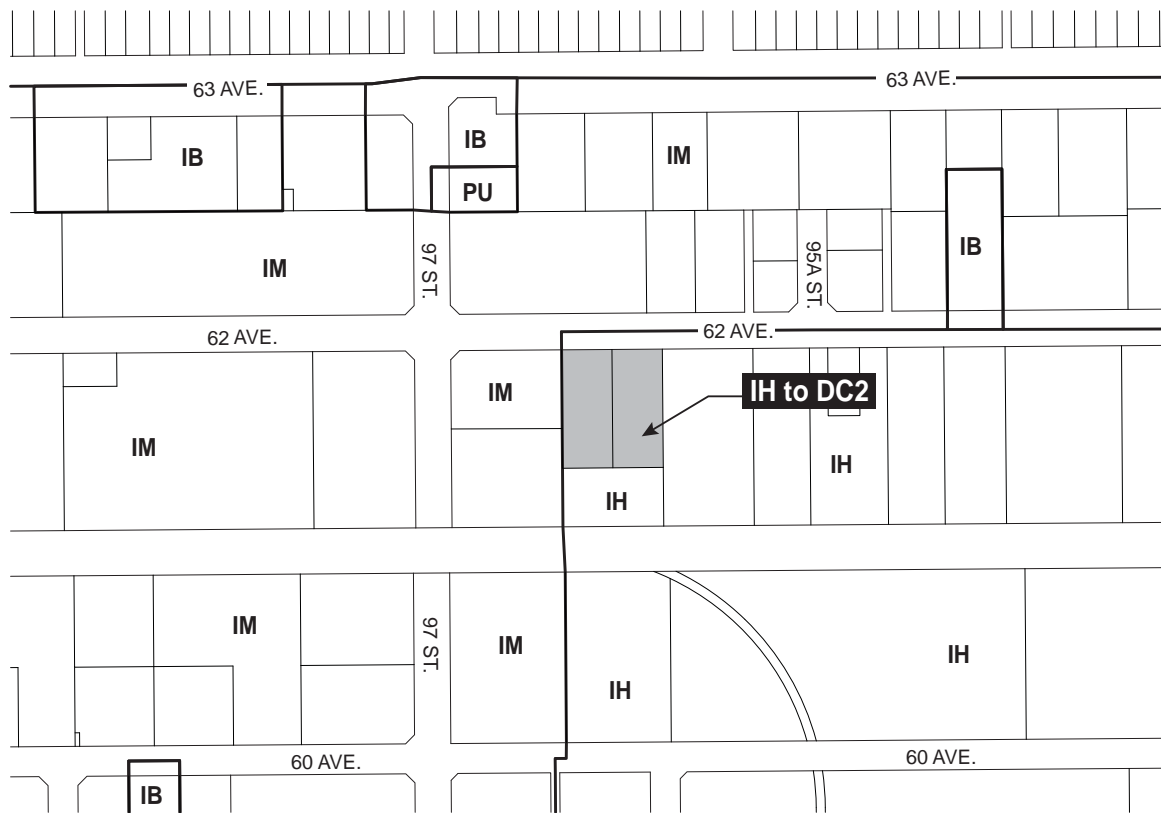 63 AVE.
63 AVE.
IB
IB
IM
PU
IM
97 ST.
95A ST.
IB
62 AVE.
62 AVE.
IM
IH to DC2
IM
IH
IH
IM
97 ST.
IM
IH
IH
60 AVE.
60 AVE.
IB